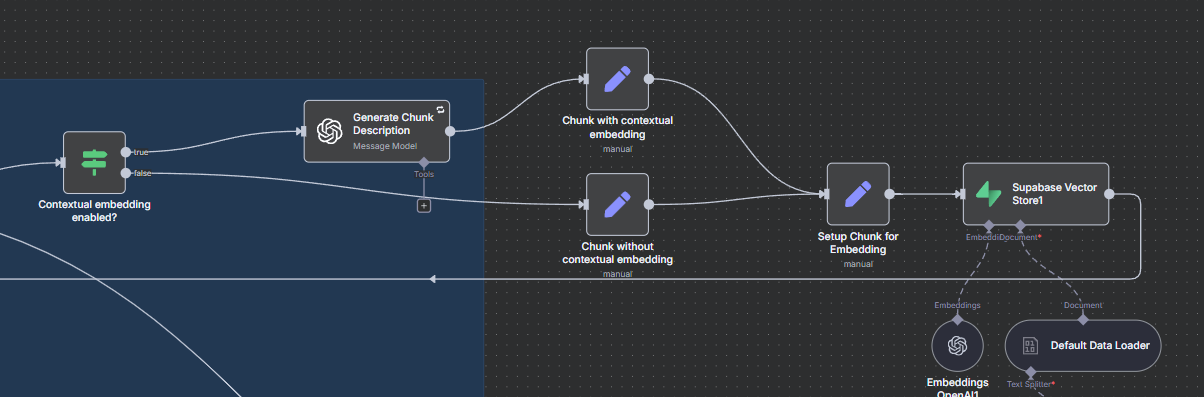 Contextual embedding
enabled?
true
false
Generate Chunk
Description
Message Model
Tools
Chunk with contextual
embedding
manual
Chunk without
contextual embedding
manual
Setup Chunk for
Embedding
manual
Supabase Vector
Store1
Document*
Embeddings
Document
Embeddings
OpenAI1
Default Data Loader
Text Splitter*